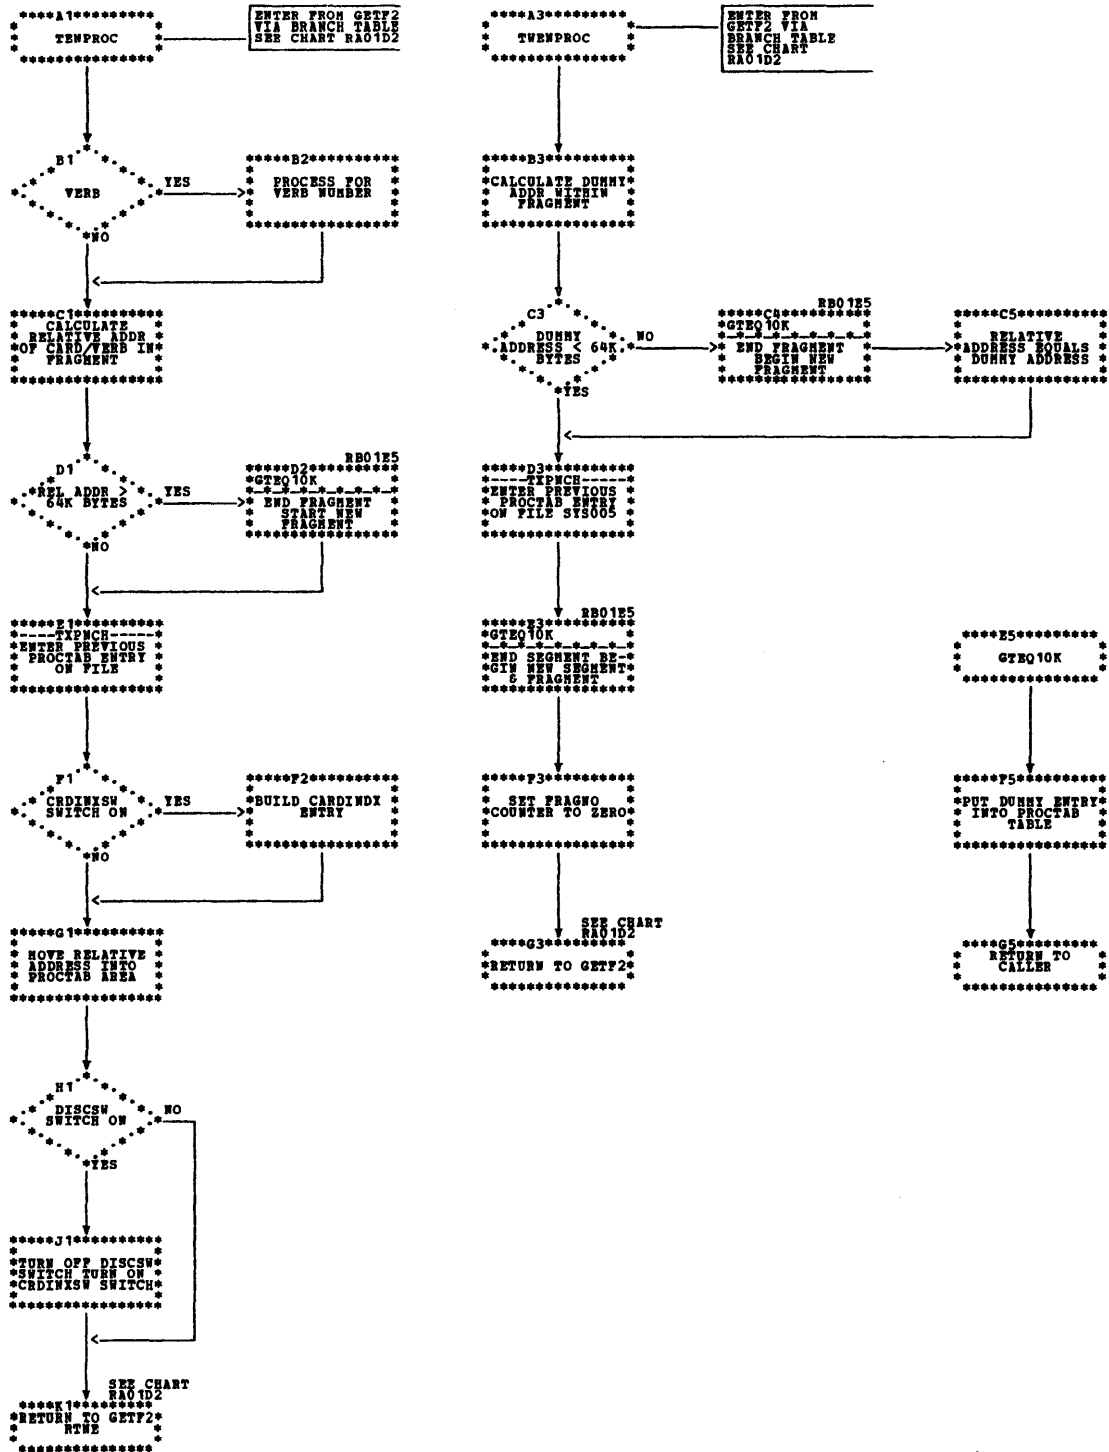 A1
TENPROC
ENTER FROM GETF2
VIA BRANCH TABLE
SEE CHART RA01D2
B1
VERB
YES
NO
B2
PROCESS FOR
VERB NUMBER
C1
CALCULATE
RELATIVE ADDR
OF CARD/VERB IN
FRAGMENT
D1
REL ADDR >
64K BYTES
YES
NO
RB01E5
D2
GTEQ10K
END FRAGMENT
START NEW
FRAGMENT
E1
----TXPNCH-----
ENTER PREVIOUS
PROCTAB ENTRY
ON FILE
F1
CRDINXSW
SWITCH ON
YES
NO
F2
BUILD CARDINDX
ENTRY
G1
MOVE RELATIVE
ADDRESS INTO
PROCTAB AREA
H1
DISCSW
SWITCH ON
NO
YES
J1
TURN OFF DISCSW
SWITCH TURN ON
CRDINXSW SWITCH
SEE CHART
RA01D2
K1
RETURN TO GETF2
RTNE
A3
TWENPROC
ENTER FROM
GETF2 VIA
BRANCH TABLE
SEE CHART
RA01D2
B3
CALCULATE DUMMY
ADDR WITHIN
FRAGMENT
C3
DUMMY
ADDRESS < 64K
BYTES
NO
YES
RB01E5
C4
GTEQ10K
END FRAGMENT
BEGIN NEW
FRAGMENT
C5
RELATIVE
ADDRESS EQUALS
DUMMY ADDRESS
D3
----TXPNCH-----
ENTER PREVIOUS
PROCTAB ENTRY
ON FILE SYS005
RB01E5
E3
GTEQ10K
END SEGMENT BE-
GIN NEW SEGMENT
& FRAGMENT
F3
SET FRAGNO
COUNTER TO ZERO
SEE CHART
RA01D2
G3
RETURN TO GETF2
E5
GTEQ10K
F5
PUT DUMMY ENTRY
INTO PROCTAB
TABLE
G5
RETURN TO
CALLER